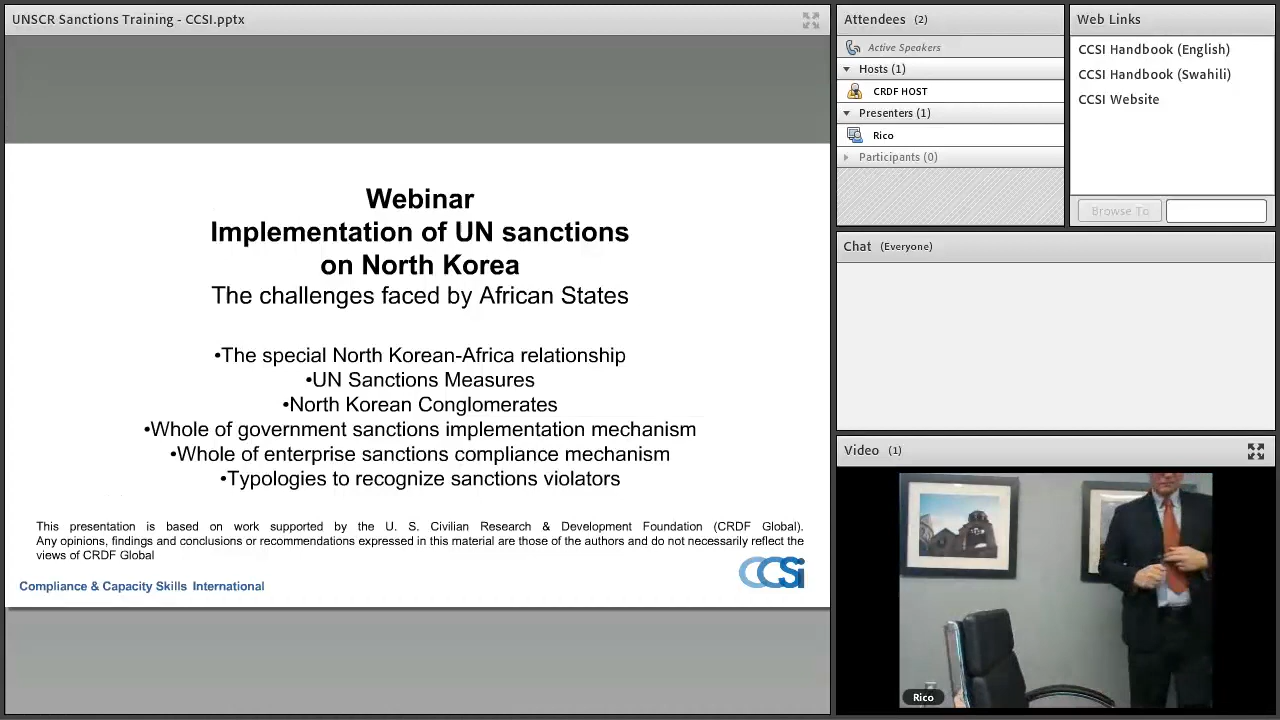 UNSCR Sanctions Training - CCSI.pptx
Webinar
Implementation of UN sanctions
on North Korea
The challenges faced by African States
•The special North Korean-Africa relationship
•UN Sanctions Measures
•North Korean Conglomerates
•Whole of government sanctions implementation mechanism
•Whole of enterprise sanctions compliance mechanism
•Typologies to recognize sanctions violators
This presentation is based on work supported by the U. S. Civilian Research & Development Foundation (CRDF Global).
Any opinions, findings and conclusions or recommendations expressed in this material are those of the authors and do not necessarily reflect the
views of CRDF Global
Compliance & Capacity Skills International
CCSi
Attendees (2)
Active Speakers
Hosts (1)
CRDF HOST
Presenters (1)
Rico
Participants (0)
Web Links
CCSI Handbook (English)
CCSI Handbook (Swahili)
CCSI Website
Browse To
Chat (Everyone)
Video (1)
Rico